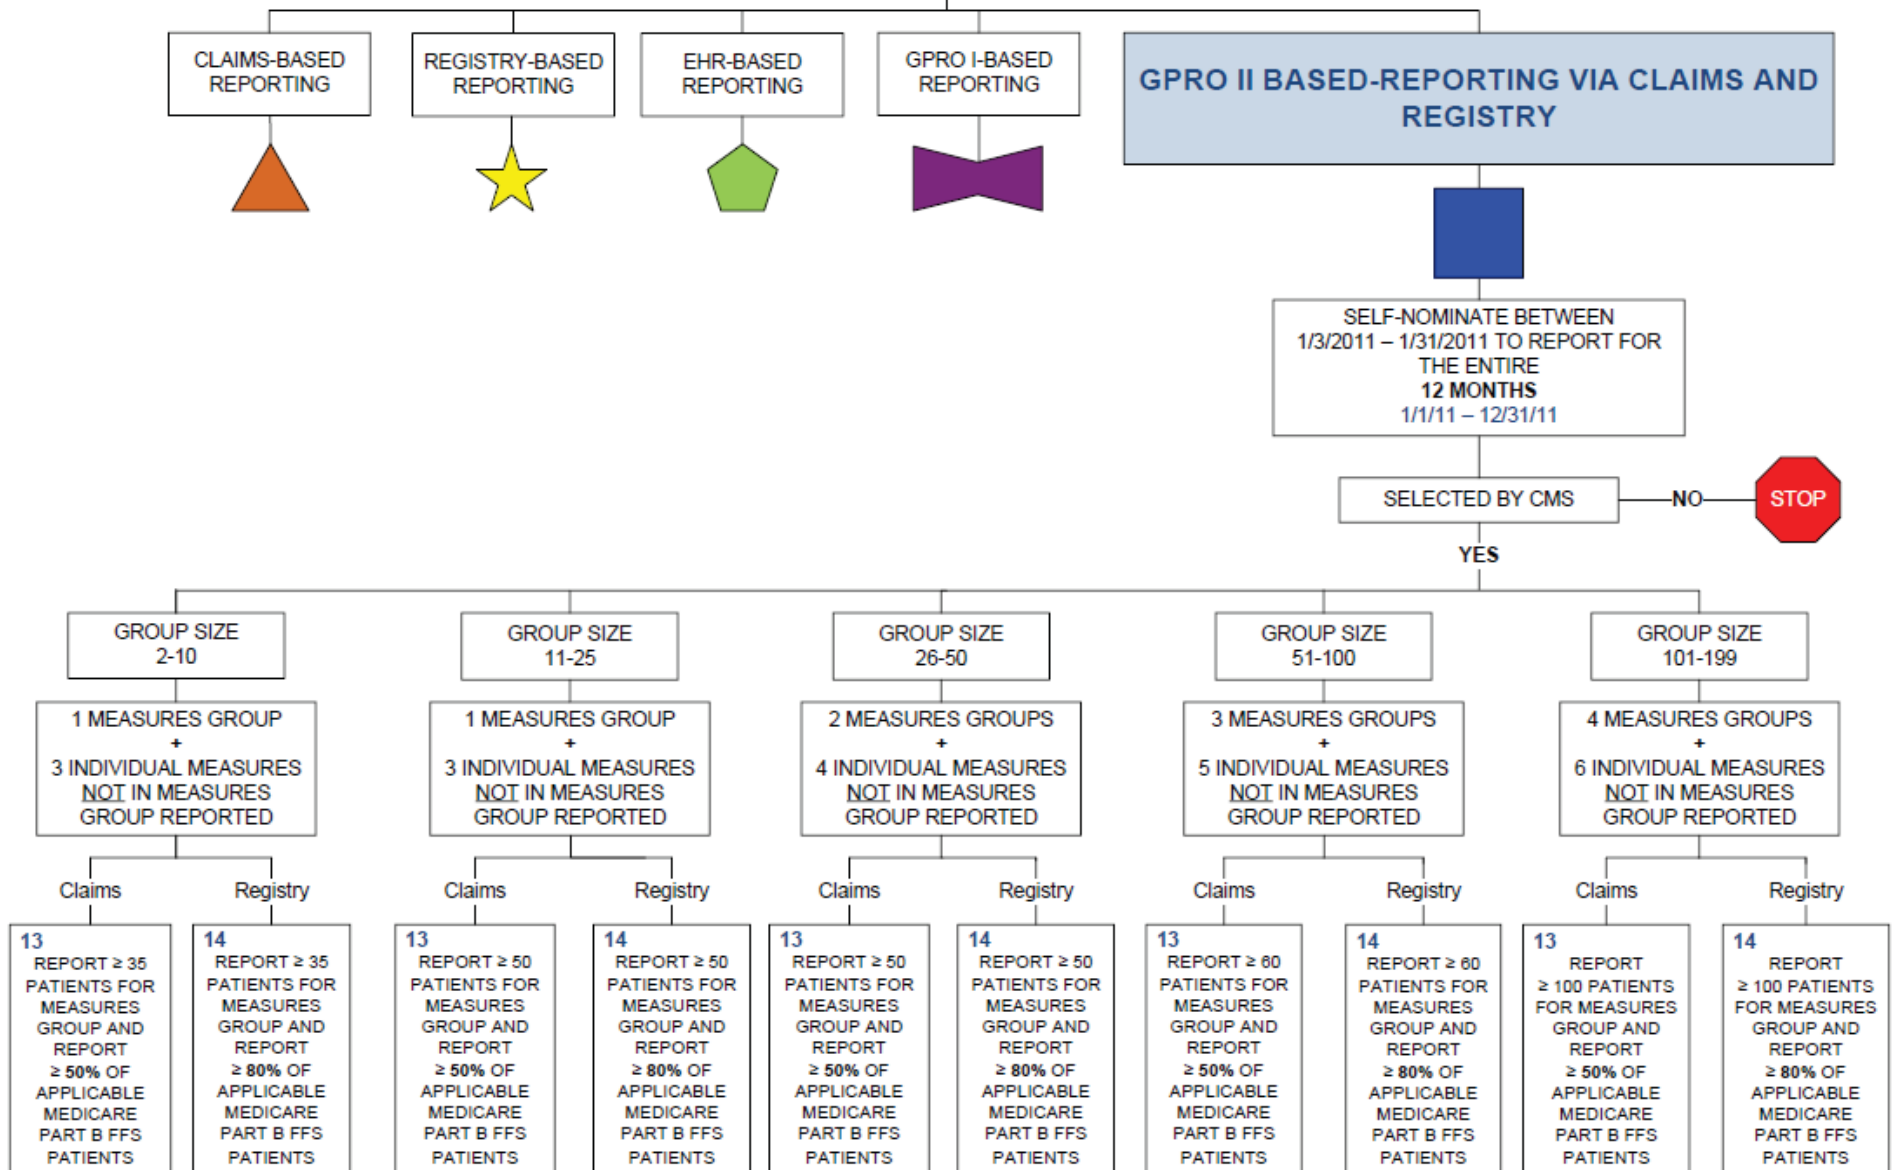 CLAIMS-BASED
REPORTING
REGISTRY-BASED
REPORTING
EHR-BASED
REPORTING
GPRO I-BASED
REPORTING
GPRO II BASED-REPORTING VIA CLAIMS AND
REGISTRY
SELF-NOMINATE BETWEEN
1/3/2011 – 1/31/2011 TO REPORT FOR
THE ENTIRE
12 MONTHS
1/1/11 – 12/31/11
SELECTED BY CMS
NO
STOP
YES
GROUP SIZE
2-10
GROUP SIZE
11-25
GROUP SIZE
26-50
GROUP SIZE
51-100
GROUP SIZE
101-199
1 MEASURES GROUP
+
3 INDIVIDUAL MEASURES
NOT IN MEASURES
GROUP REPORTED
1 MEASURES GROUP
+
3 INDIVIDUAL MEASURES
NOT IN MEASURES
GROUP REPORTED
2 MEASURES GROUPS
+
4 INDIVIDUAL MEASURES
NOT IN MEASURES
GROUP REPORTED
3 MEASURES GROUPS
+
5 INDIVIDUAL MEASURES
NOT IN MEASURES
GROUP REPORTED
4 MEASURES GROUPS
+
6 INDIVIDUAL MEASURES
NOT IN MEASURES
GROUP REPORTED
Claims
Registry
Claims
Registry
Claims
Registry
Claims
Registry
Claims
Registry
13
REPORT ≥ 35
PATIENTS FOR
MEASURES
GROUP AND
REPORT
≥ 50% OF
APPLICABLE
MEDICARE
PART B FFS
PATIENTS
14
REPORT ≥ 35
PATIENTS FOR
MEASURES
GROUP AND
REPORT
≥ 80% OF
APPLICABLE
MEDICARE
PART B FFS
PATIENTS
13
REPORT ≥ 50
PATIENTS FOR
MEASURES
GROUP AND
REPORT
≥ 50% OF
APPLICABLE
MEDICARE
PART B FFS
PATIENTS
14
REPORT ≥ 50
PATIENTS FOR
MEASURES
GROUP AND
REPORT
≥ 80% OF
APPLICABLE
MEDICARE
PART B FFS
PATIENTS
13
REPORT ≥ 50
PATIENTS FOR
MEASURES
GROUP AND
REPORT
≥ 50% OF
APPLICABLE
MEDICARE
PART B FFS
PATIENTS
14
REPORT ≥ 50
PATIENTS FOR
MEASURES
GROUP AND
REPORT
≥ 80% OF
APPLICABLE
MEDICARE
PART B FFS
PATIENTS
13
REPORT ≥ 60
PATIENTS FOR
MEASURES
GROUP AND
REPORT
≥ 50% OF
APPLICABLE
MEDICARE
PART B FFS
PATIENTS
14
REPORT ≥ 60
PATIENTS FOR
MEASURES
GROUP AND
REPORT
≥ 80% OF
APPLICABLE
MEDICARE
PART B FFS
PATIENTS
13
REPORT
≥ 100 PATIENTS
FOR MEASURES
GROUP AND
REPORT
≥ 50% OF
APPLICABLE
MEDICARE
PART B FFS
PATIENTS
14
REPORT
≥ 100 PATIENTS
FOR MEASURES
GROUP AND
REPORT
≥ 80% OF
APPLICABLE
MEDICARE
PART B FFS
PATIENTS